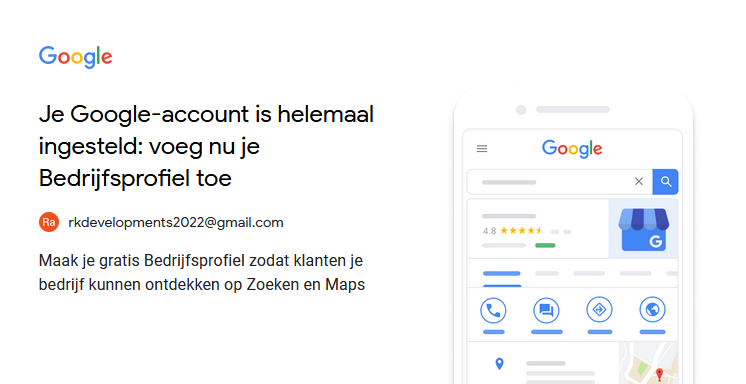 Google
Je Google-account is helemaal
ingesteld: voeg nu je
Bedrijfsprofiel toe
Ra rkdevelopments2022@gmail.com
Maak je gratis Bedrijfsprofiel zodat klanten je
bedrijf kunnen ontdekken op Zoeken en Maps
Google
4.8
G